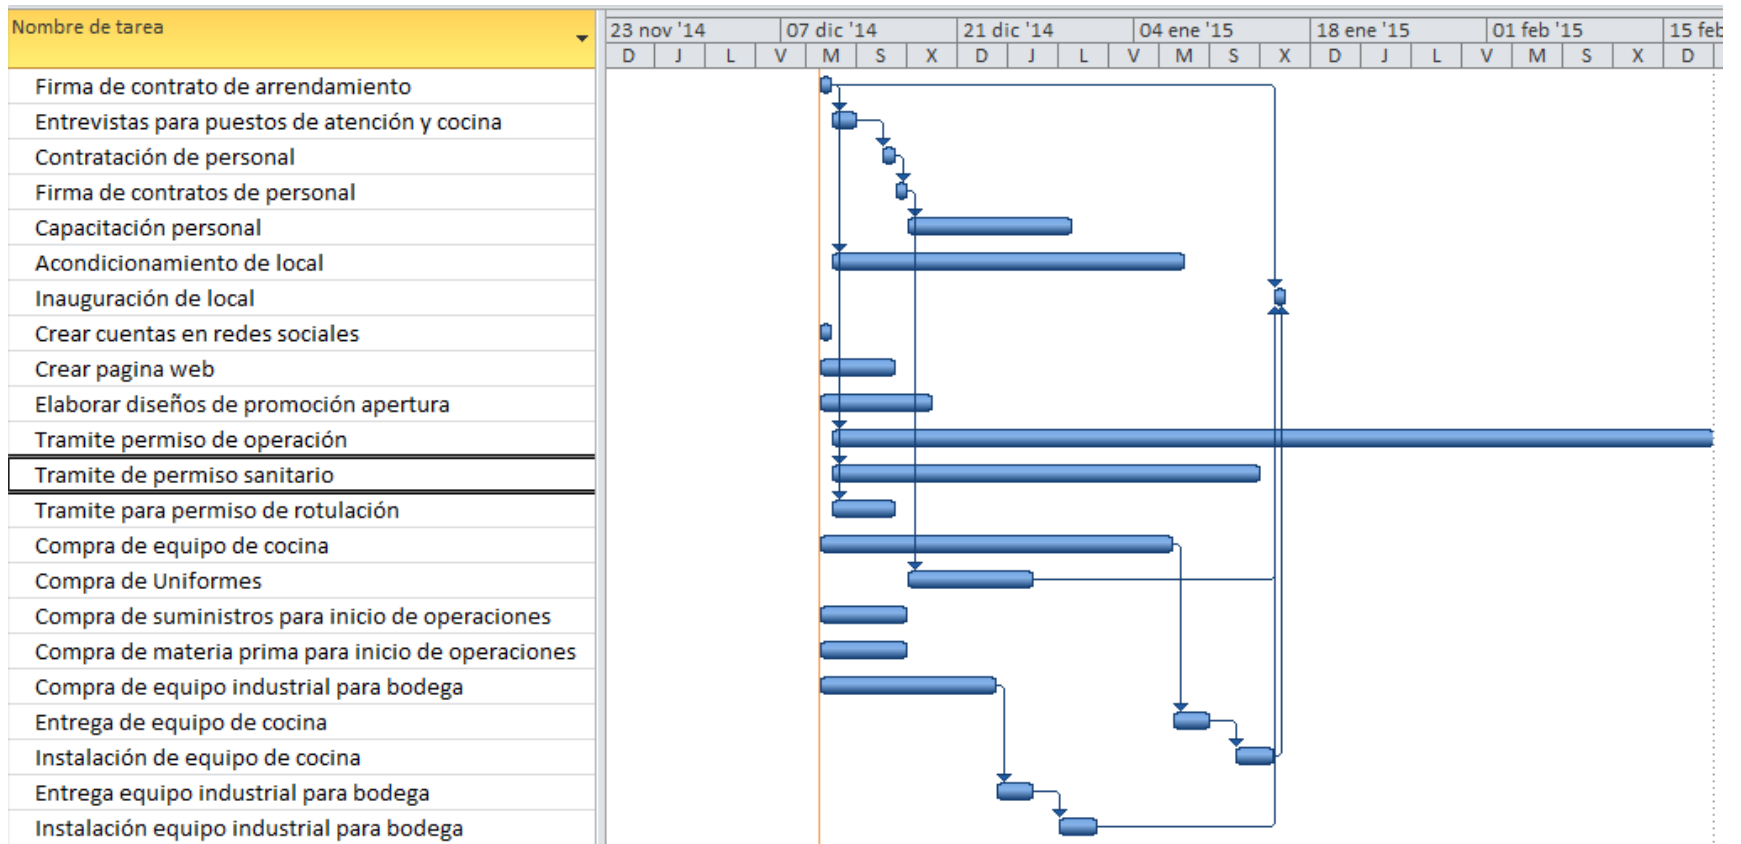 Nombre de tarea
23 nov '14 07 dic '14 21 dic '14 04 ene '15 18 ene '15 01 feb '15 15 feb
D J L V M S X D J L V M S X D J L V M S X D
Firma de contrato de arrendamiento
Entrevistas para puestos de atención y cocina
Contratación de personal
Firma de contratos de personal
Capacitación personal
Acondicionamiento de local
Inauguración de local
Crear cuentas en redes sociales
Crear pagina web
Elaborar diseños de promoción apertura
Tramite permiso de operación
Tramite de permiso sanitario
Tramite para permiso de rotulación
Compra de equipo de cocina
Compra de Uniformes
Compra de suministros para inicio de operaciones
Compra de materia prima para inicio de operaciones
Compra de equipo industrial para bodega
Entrega de equipo de cocina
Instalación de equipo de cocina
Entrega equipo industrial para bodega
Instalación equipo industrial para bodega